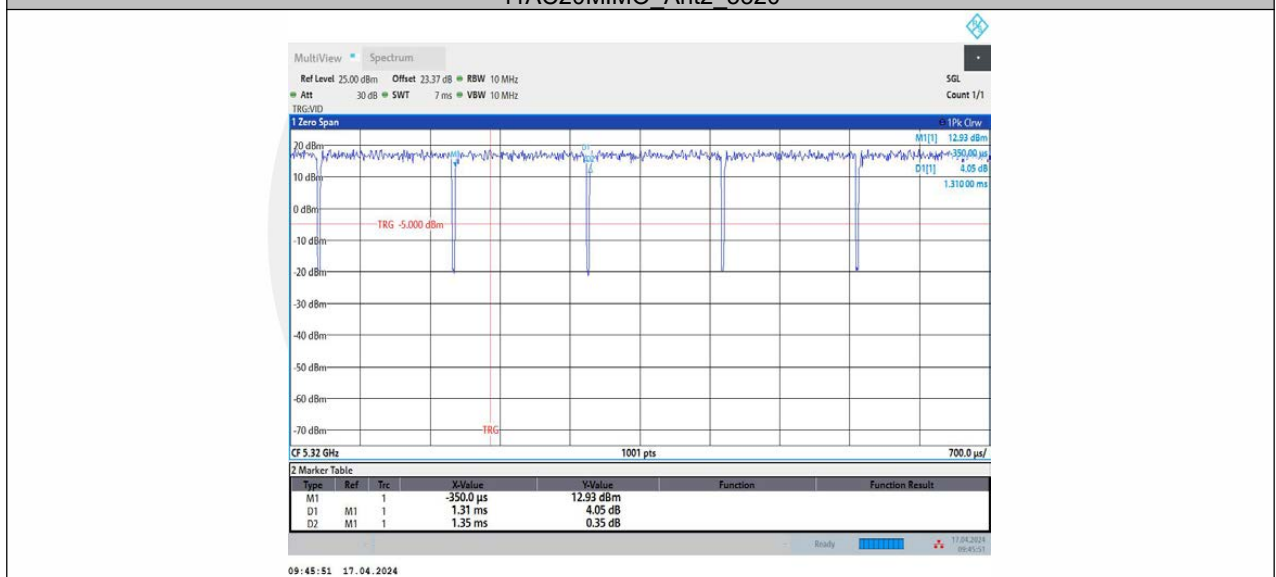 11AC20MIMO_Ant2_5320
MultiView Spectrum
Ref Level 25.00 dBm Offset 23.37 dB RBW 10 MHz SGL
Att 30 dB SWT 7 ms VBW 10 MHz Count 1/1
TRG:VID
1 Zero Span 1Pk Clrw
M1[1] 12.93 dBm
-350.00 µs
D1[1] 4.05 dB
1.310 00 ms
M1 D1 D2
20 dBm
10 dBm
0 dBm
TRG -5.000 dBm
-10 dBm
-20 dBm
-30 dBm
-40 dBm
-50 dBm
-60 dBm
-70 dBm
TRG
CF 5.32 GHz 1001 pts 700.0 µs/
2 Marker Table
Type Ref Trc X-Value Y-Value Function Function Result
M1 1 -350.0 µs 12.93 dBm
D1 M1 1 1.31 ms 4.05 dB
D2 M1 1 1.35 ms 0.35 dB
Ready 17.04.2024
09:45:51
09:45:51 17.04.2024